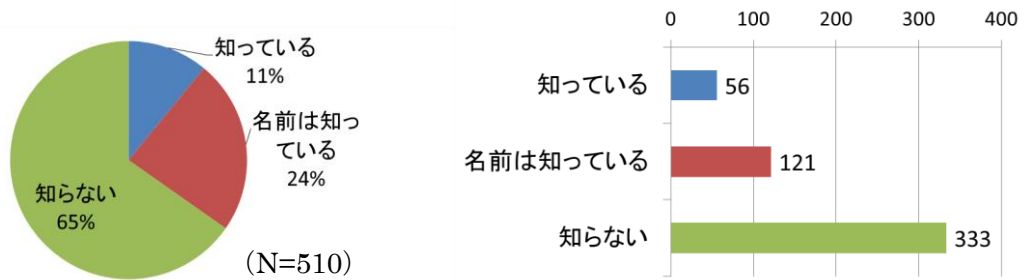 知っている
11%
名前は知っ
ている
24%
知らない
65%
(N=510)
0 100 200 300 400
知っている 56
名前は知っている 121
知らない 333